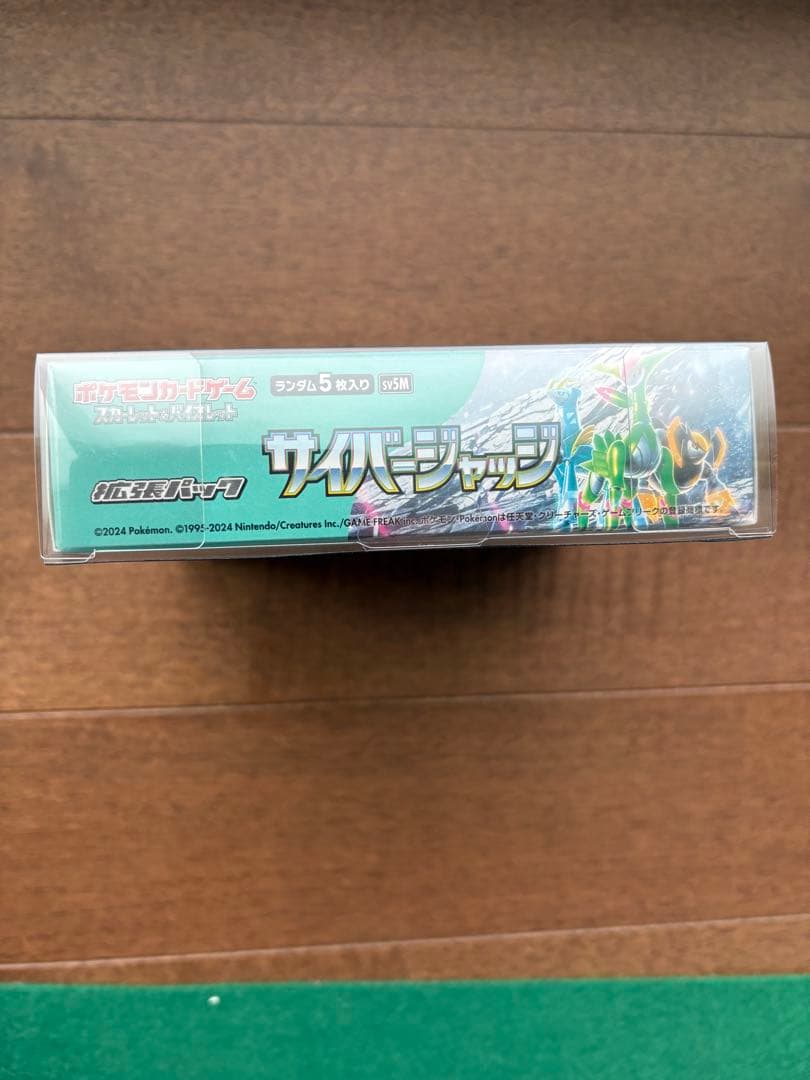 ポケモンカードゲーム
スカーレット&バイオレット
ランダム5枚入り
SV5M
拡張パック
サイバージャッジ
©2024 Pokémon. ©1995-2024 Nintendo/Creatures Inc./GAME FREAK inc. ポケモン・Pokémonは任天堂・クリーチャーズ・ゲームフリークの登録商標です。